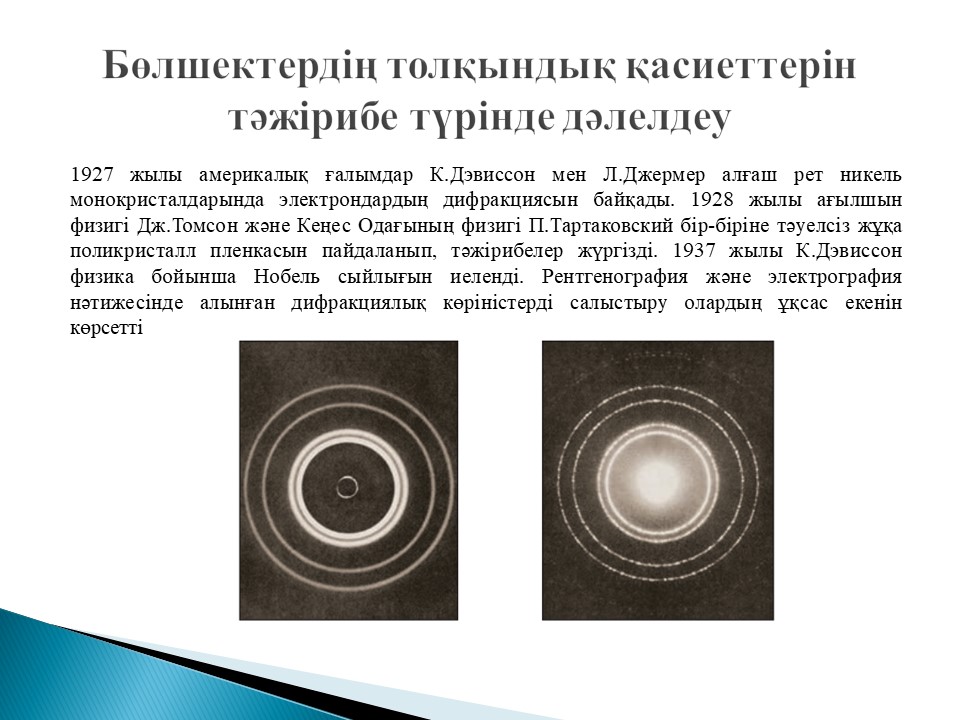 Бөлшектердің толқындық қасиеттерін
тәжірибе түрінде дәлелдеу
1927 жылы америкалық ғалымдар К.Дэвиссон мен Л.Джермер алғаш рет никель
монокристалдарында электрондардың дифракциясын байқады. 1928 жылы ағылшын
физигі Дж.Томсон және Кеңес Одағының физигі П.Тартаковский бір-біріне тәуелсіз жұқа
поликристалл пленкасын пайдаланып, тәжірибелер жүргізді. 1937 жылы К.Дэвиссон
физика бойынша Нобель сыйлығын иеленді. Рентгенография және электрография
нәтижесінде алынған дифракциялық көріністерді салыстыру олардың ұқсас екенін
көрсетті